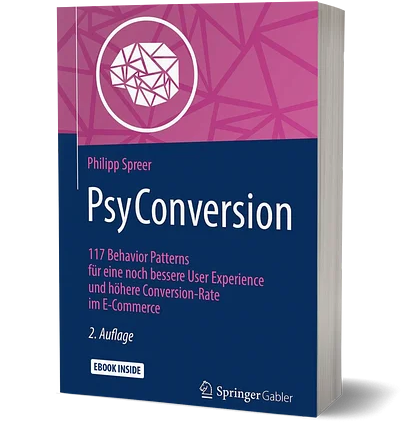 Philipp Spreer
PsyConversion
117 Behavior Patterns
für eine noch bessere User Experience
und höhere Conversion-Rate
im E-Commerce
2. Auflage
EBOOK INSIDE
Springer Gabler